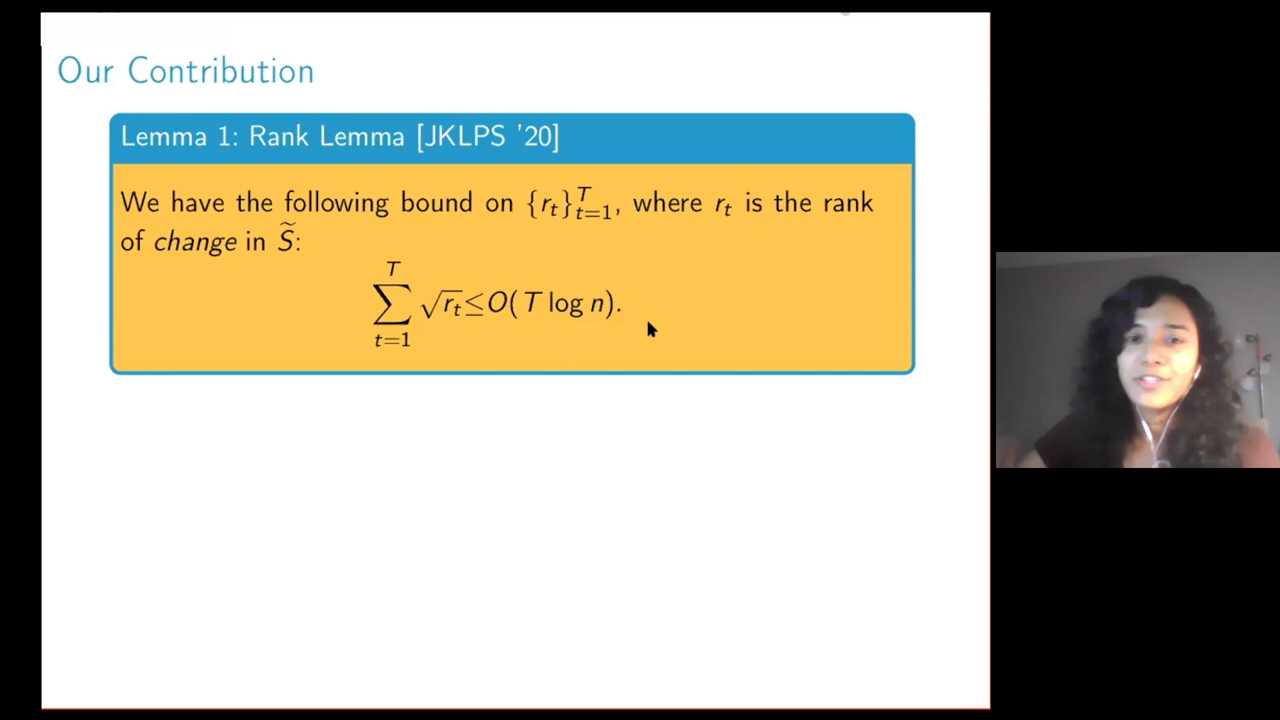 Our Contribution
Lemma 1: Rank Lemma [JKLPS '20]
We have the following bound on {r_t}_{t=1}^T, where r_t is the rank
of change in S̃:
∑_{t=1}^T √r_t ≤ O(T log n).